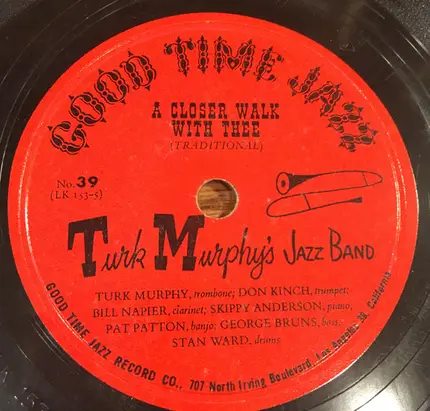 GOOD TIME JAZZ
A CLOSER WALK
WITH THEE
(TRADITIONAL)
No. 39
(LK 153-5)
Turk Murphy's JAZZ BAND
TURK MURPHY, trombone; DON KINCH, trumpet;
BILL NAPIER, clarinet; SKIPPY ANDERSON, piano,
PAT PATTON, banjo; GEORGE BRUNS, bass,
STAN WARD, drums
GOOD TIME JAZZ RECORD CO., 707 North Irving Boulevard, Los Angeles 38, California